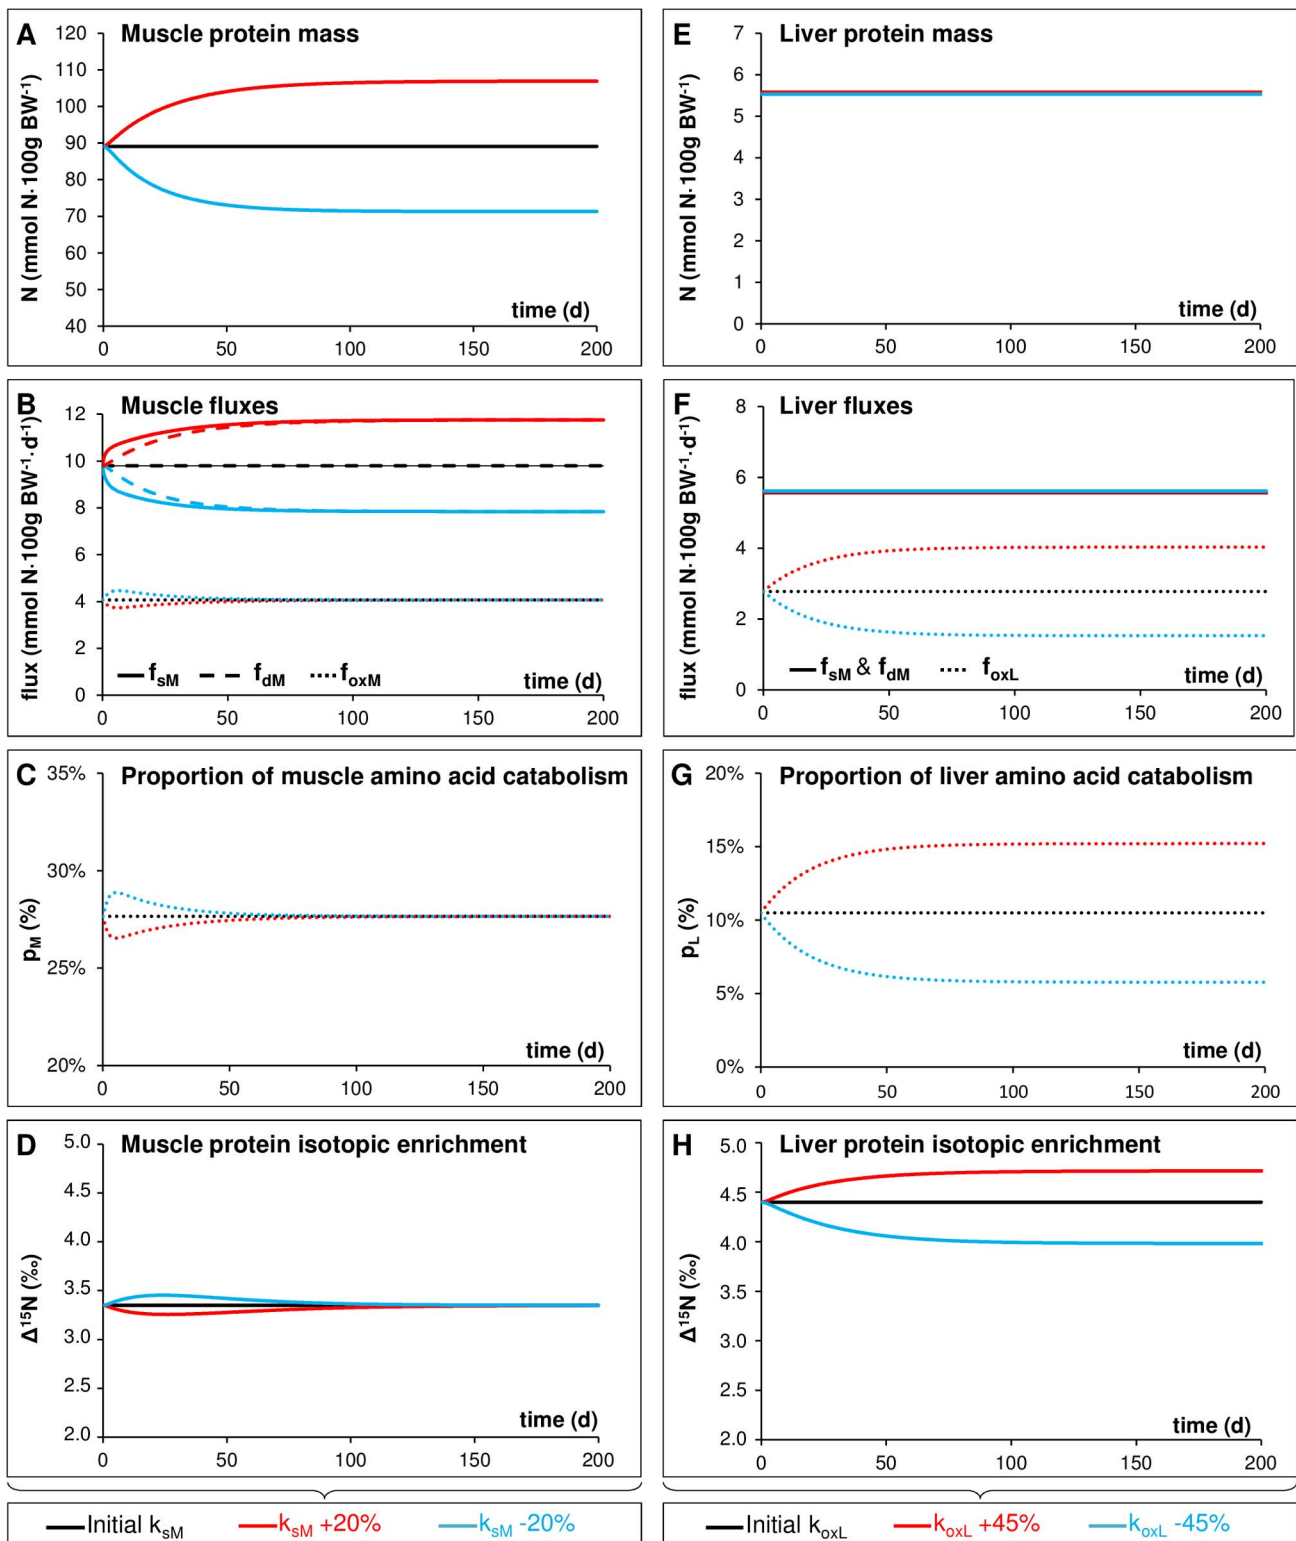 A Muscle protein mass
N (mmol N·100g BW⁻¹)
120
110
100
90
80
70
60
50
40
time (d)
0 50 100 150 200
E Liver protein mass
N (mmol N·100g BW⁻¹)
7
6
5
4
3
2
1
0
time (d)
0 50 100 150 200
B Muscle fluxes
flux (mmol N·100g BW⁻¹·d⁻¹)
12
10
8
6
4
2
0
f_sM f_dM f_oxM time (d)
0 50 100 150 200
F Liver fluxes
flux (mmol N·100g BW⁻¹·d⁻¹)
8
6
4
2
0
f_sM & f_dM f_oxL time (d)
0 50 100 150 200
C Proportion of muscle amino acid catabolism
p_M (%)
35%
30%
25%
20%
time (d)
0 50 100 150 200
G Proportion of liver amino acid catabolism
p_L (%)
20%
15%
10%
5%
0%
time (d)
0 50 100 150 200
D Muscle protein isotopic enrichment
Δ¹⁵N (‰)
5.0
4.5
4.0
3.5
3.0
2.5
2.0
time (d)
0 50 100 150 200
H Liver protein isotopic enrichment
Δ¹⁵N (‰)
5.0
4.5
4.0
3.5
3.0
2.5
2.0
time (d)
0 50 100 150 200
Initial k_sM k_sM +20% k_sM -20%
Initial k_oxL k_oxL +45% k_oxL -45%